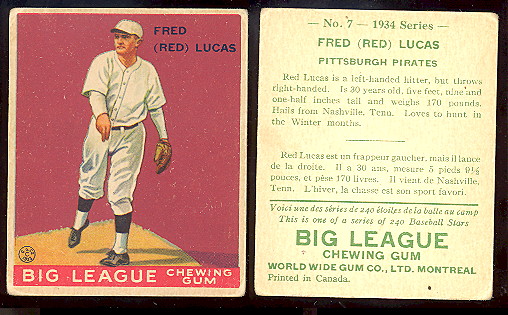 FRED
(RED) LUCAS
BIG LEAGUE CHEWING GUM
— No. 7 — 1934 Series —
FRED (RED) LUCAS
PITTSBURGH PIRATES
Red Lucas is a left-handed hitter, but throws
right-handed. Is 30 years old, five feet, nine and
one-half inches tall and weighs 170 pounds.
Hails from Nashville, Tenn. Loves to hunt in
the Winter months.
Red Lucas est un frappeur gaucher, mais il lance
de la droite. Il a 30 ans, mesure 5 pieds 9½
pouces, et pèse 170 livres. Il vient de Nashville,
Tenn. L'hiver, la chasse est son sport favori.
Voici une des séries de 240 étoiles de la balle au camp
This is one of a series of 240 Baseball Stars
BIG LEAGUE
CHEWING GUM
WORLD WIDE GUM CO., LTD. MONTREAL
Printed in Canada.